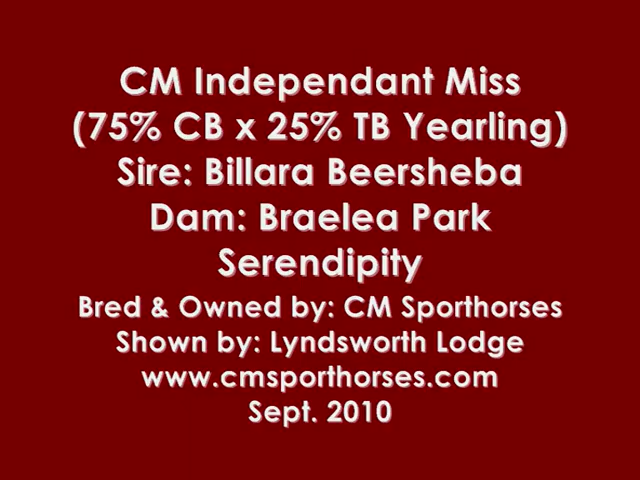 CM Independant Miss
(75% CB x 25% TB Yearling)
Sire: Billara Beersheba
Dam: Braelea Park
Serendipity
Bred & Owned by: CM Sporthorses
Shown by: Lyndsworth Lodge
www.cmsporthorses.com
Sept. 2010